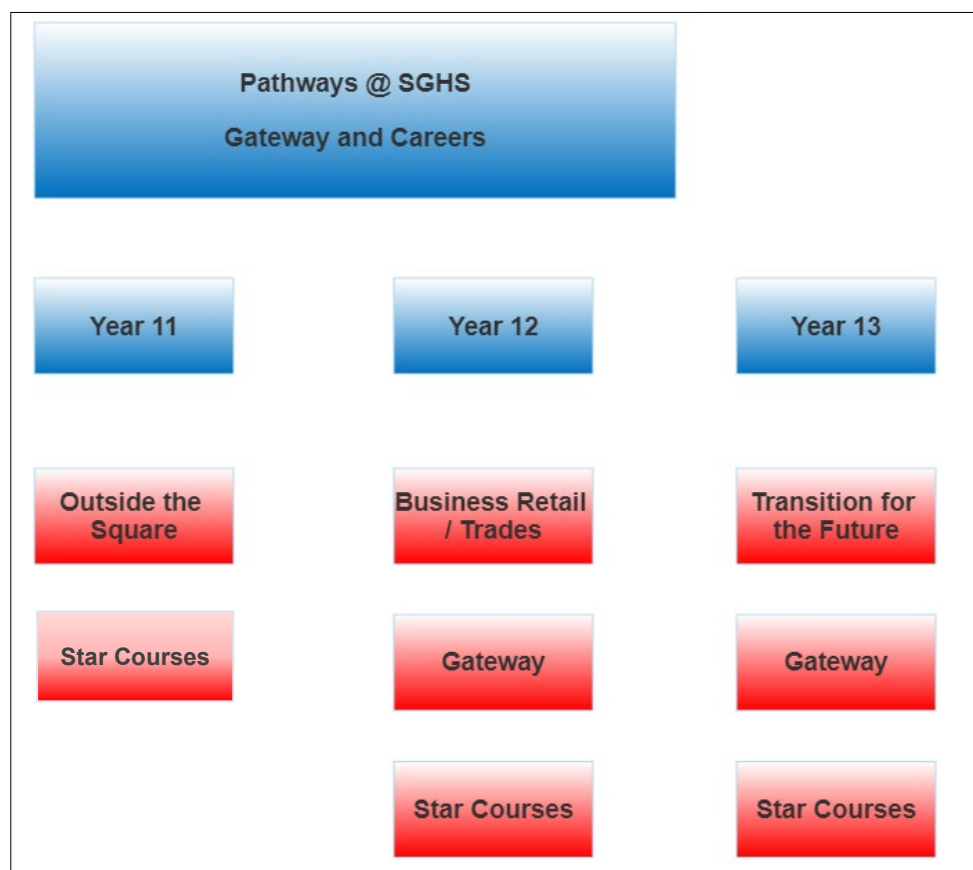 Pathways @ SGHS
Gateway and Careers
Year 11
Year 12
Year 13
Outside the
Square
Business Retail
/ Trades
Transition for
the Future
Star Courses
Gateway
Gateway
Star Courses
Star Courses